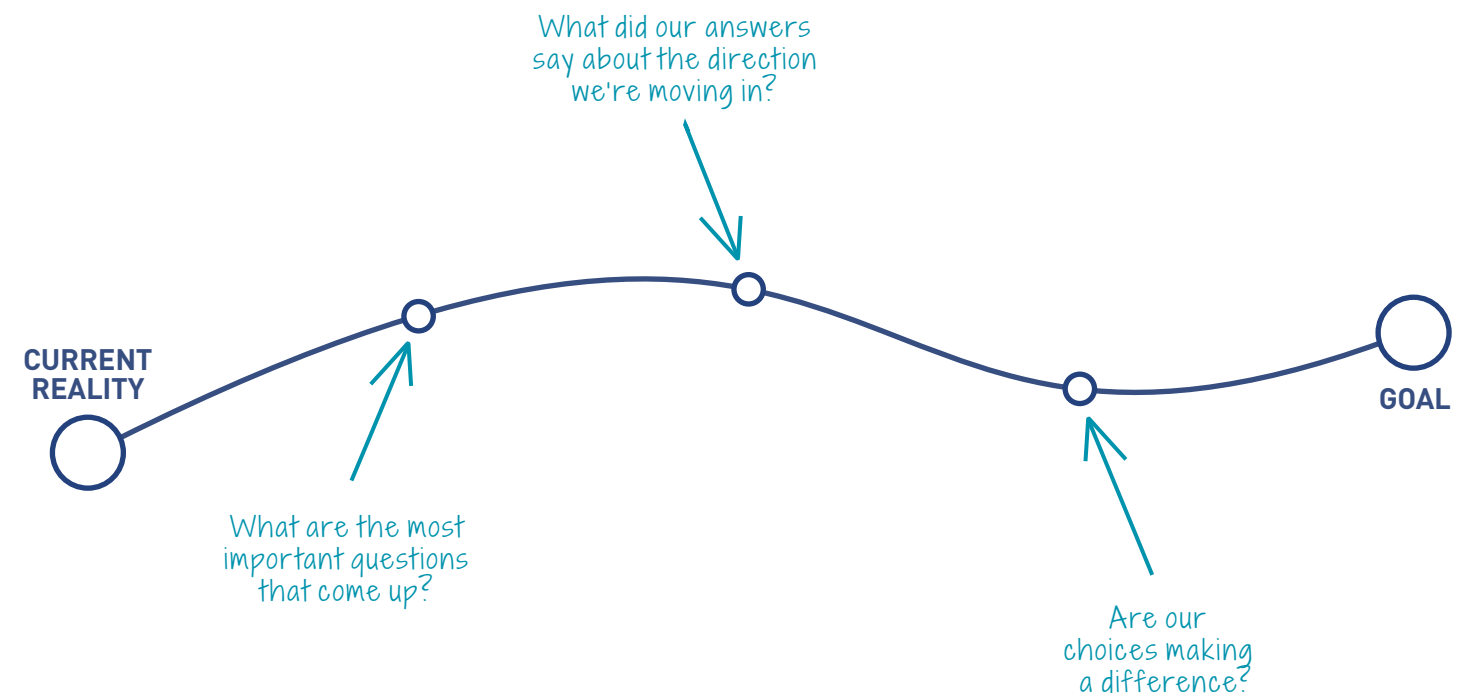 What did our answers
say about the direction
we're moving in?
CURRENT
REALITY
GOAL
What are the most
important questions
that come up?
Are our
choices making
a difference?